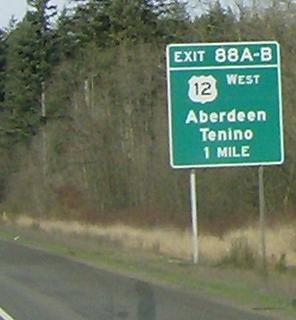 EXIT 88A-B
12 WEST
Aberdeen
Tenino
1 MILE